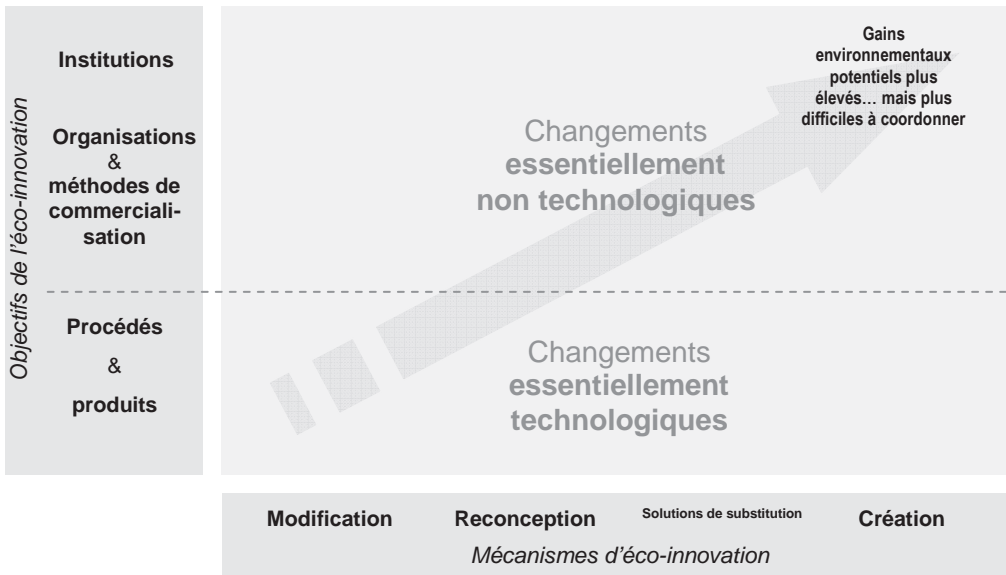 Objectifs de l'éco-innovation
Institutions
Organisations
&
méthodes de
commerciali-
sation
Procédés
&
produits
Gains
environnementaux
potentiels plus
élevés… mais plus
difficiles à coordonner
Changements
essentiellement
non technologiques
Changements
essentiellement
technologiques
Modification Reconception Solutions de substitution Création
Mécanismes d'éco-innovation